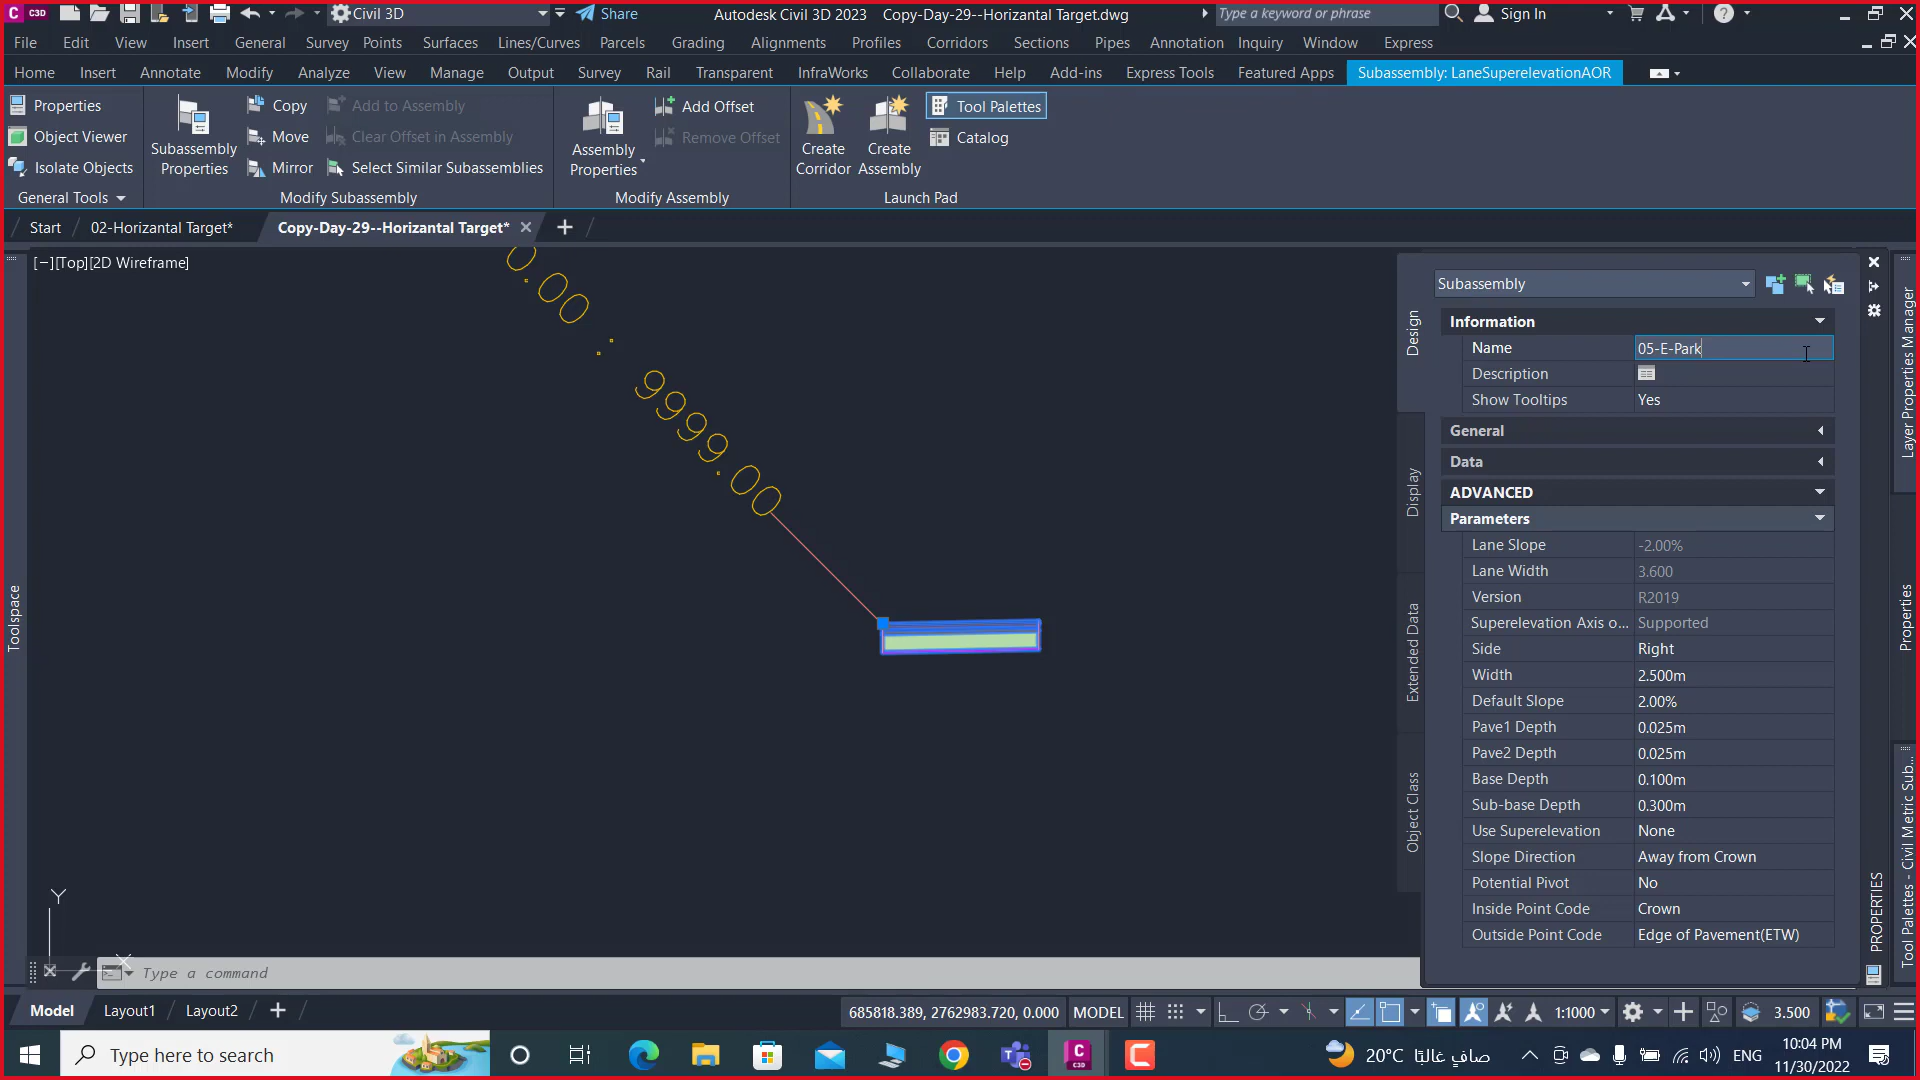 C3D
Civil 3D
Share
Autodesk Civil 3D 2023
Copy-Day-29--Horizantal Target.dwg
Type a keyword or phrase
Sign In
File Edit View Insert General Survey Points Surfaces Lines/Curves Parcels Grading Alignments Profiles Corridors Sections Pipes Annotation Inquiry Window Express
Home Insert Annotate Modify Analyze View Manage Output Survey Rail Transparent InfraWorks Collaborate Help Add-ins Express Tools Featured Apps Subassembly: LaneSuperelevationAOR
Properties
Object Viewer
Isolate Objects
General Tools
Subassembly Properties
Copy
Move
Mirror
Add to Assembly
Clear Offset in Assembly
Select Similar Subassemblies
Modify Subassembly
Assembly Properties
Add Offset
Remove Offset
Modify Assembly
Create Corridor
Create Assembly
Tool Palettes
Catalog
Launch Pad
Start
02-Horizantal Target*
Copy-Day-29--Horizantal Target*
[−][Top][2D Wireframe]
0.00
9999.00
Y
Toolspace
Design
Display
Extended Data
Object Class
Subassembly
Information
Name 05-E-Park
Description
Show Tooltips Yes
General
Data
ADVANCED
Parameters
Lane Slope -2.00%
Lane Width 3.600
Version R2019
Superelevation Axis o... Supported
Side Right
Width 2.500m
Default Slope 2.00%
Pave1 Depth 0.025m
Pave2 Depth 0.025m
Base Depth 0.100m
Sub-base Depth 0.300m
Use Superelevation None
Slope Direction Away from Crown
Potential Pivot No
Inside Point Code Crown
Outside Point Code Edge of Pavement(ETW)
PROPERTIES
Layer Properties Manager
Properties
Tool Palettes - Civil Metric Sub...
Type a command
Model
Layout1
Layout2
685818.389, 2762983.720, 0.000
MODEL
1:1000
3.500
Type here to search
C3D
20°C صافٍ غالبًا
ENG
10:04 PM
11/30/2022